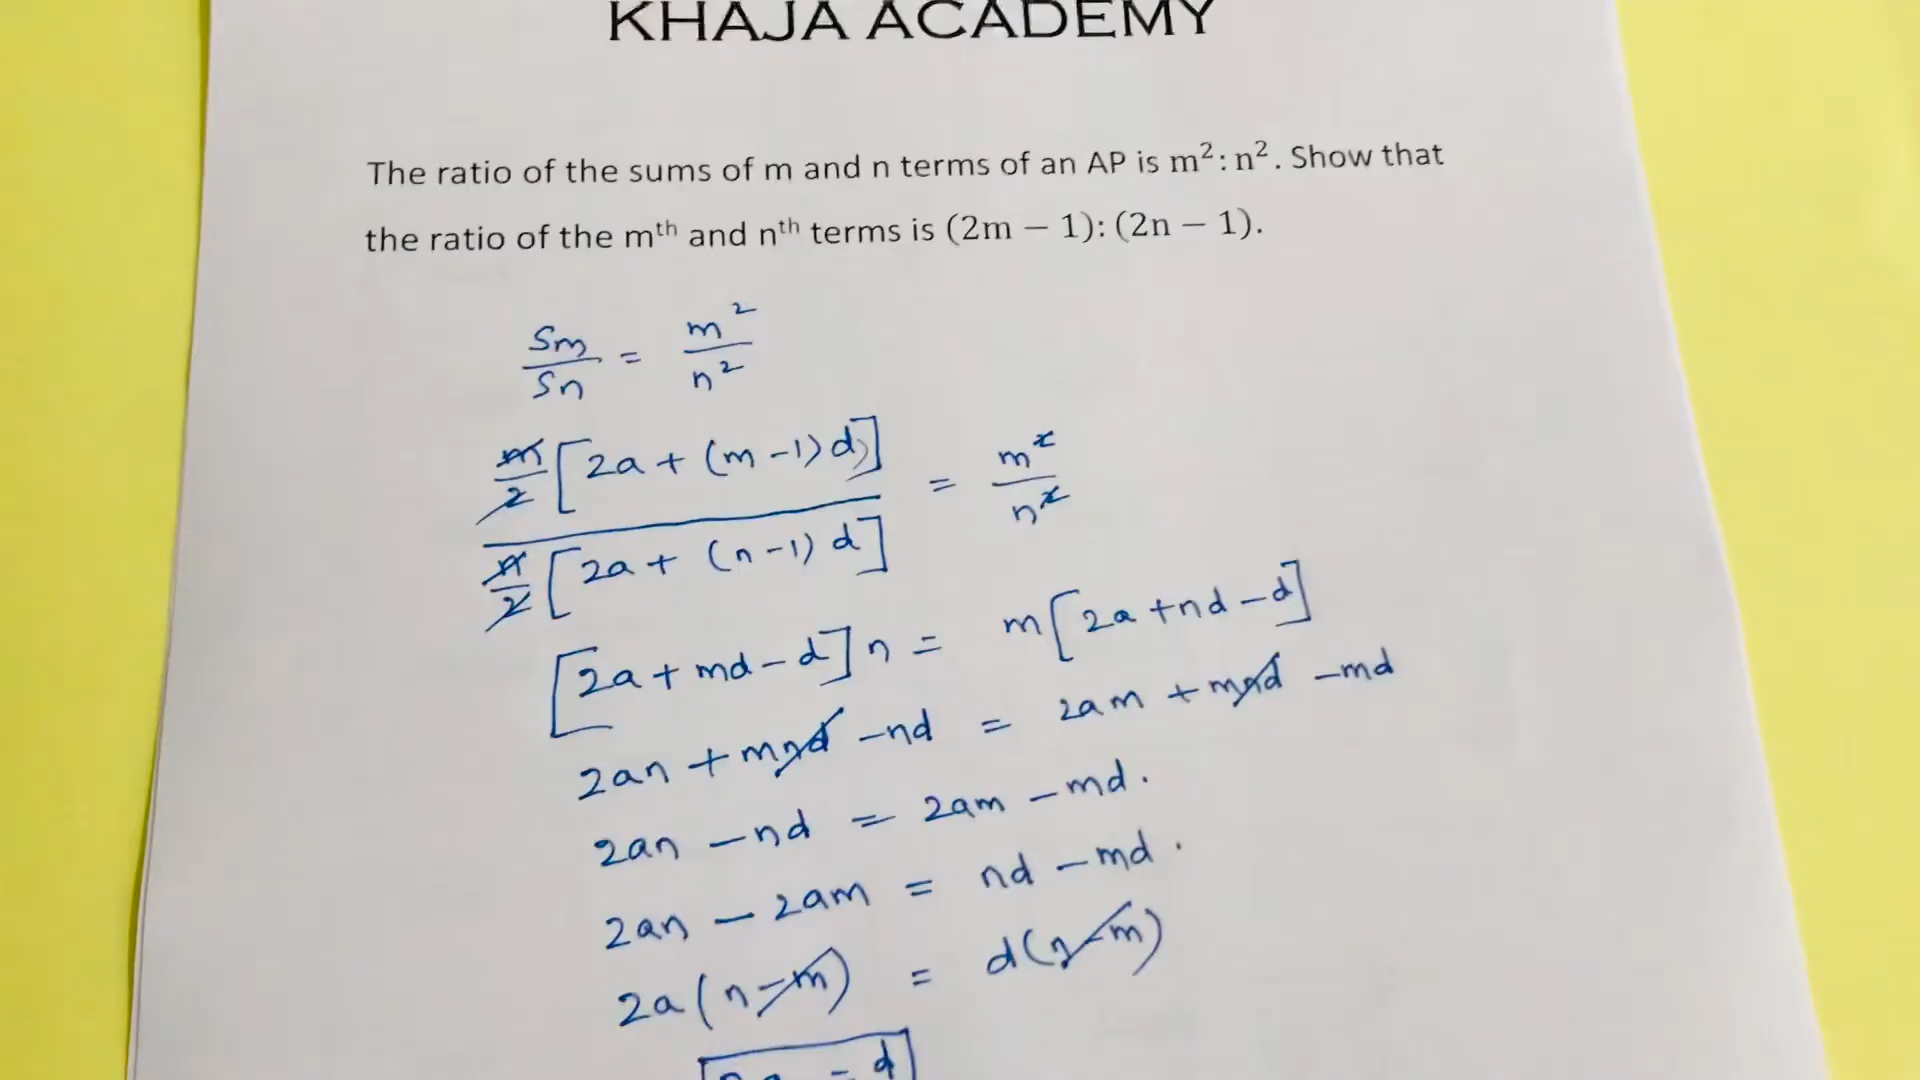 KHAJA ACADEMY
The ratio of the sums of m and n terms of an AP is m²:n². Show that
the ratio of the mᵗʰ and nᵗʰ terms is (2m − 1): (2n − 1).
Sm/Sn = m²/n²
m/2 [2a + (m-1)d] / n/2 [2a + (n-1)d] = m²/n²
[2a + md - d] n = m[2a + nd - d]
2an + mnd - nd = 2am + mnd - md
2an - nd = 2am - md.
2an - 2am = nd - md.
2a(n-m) = d(n-m)
= d